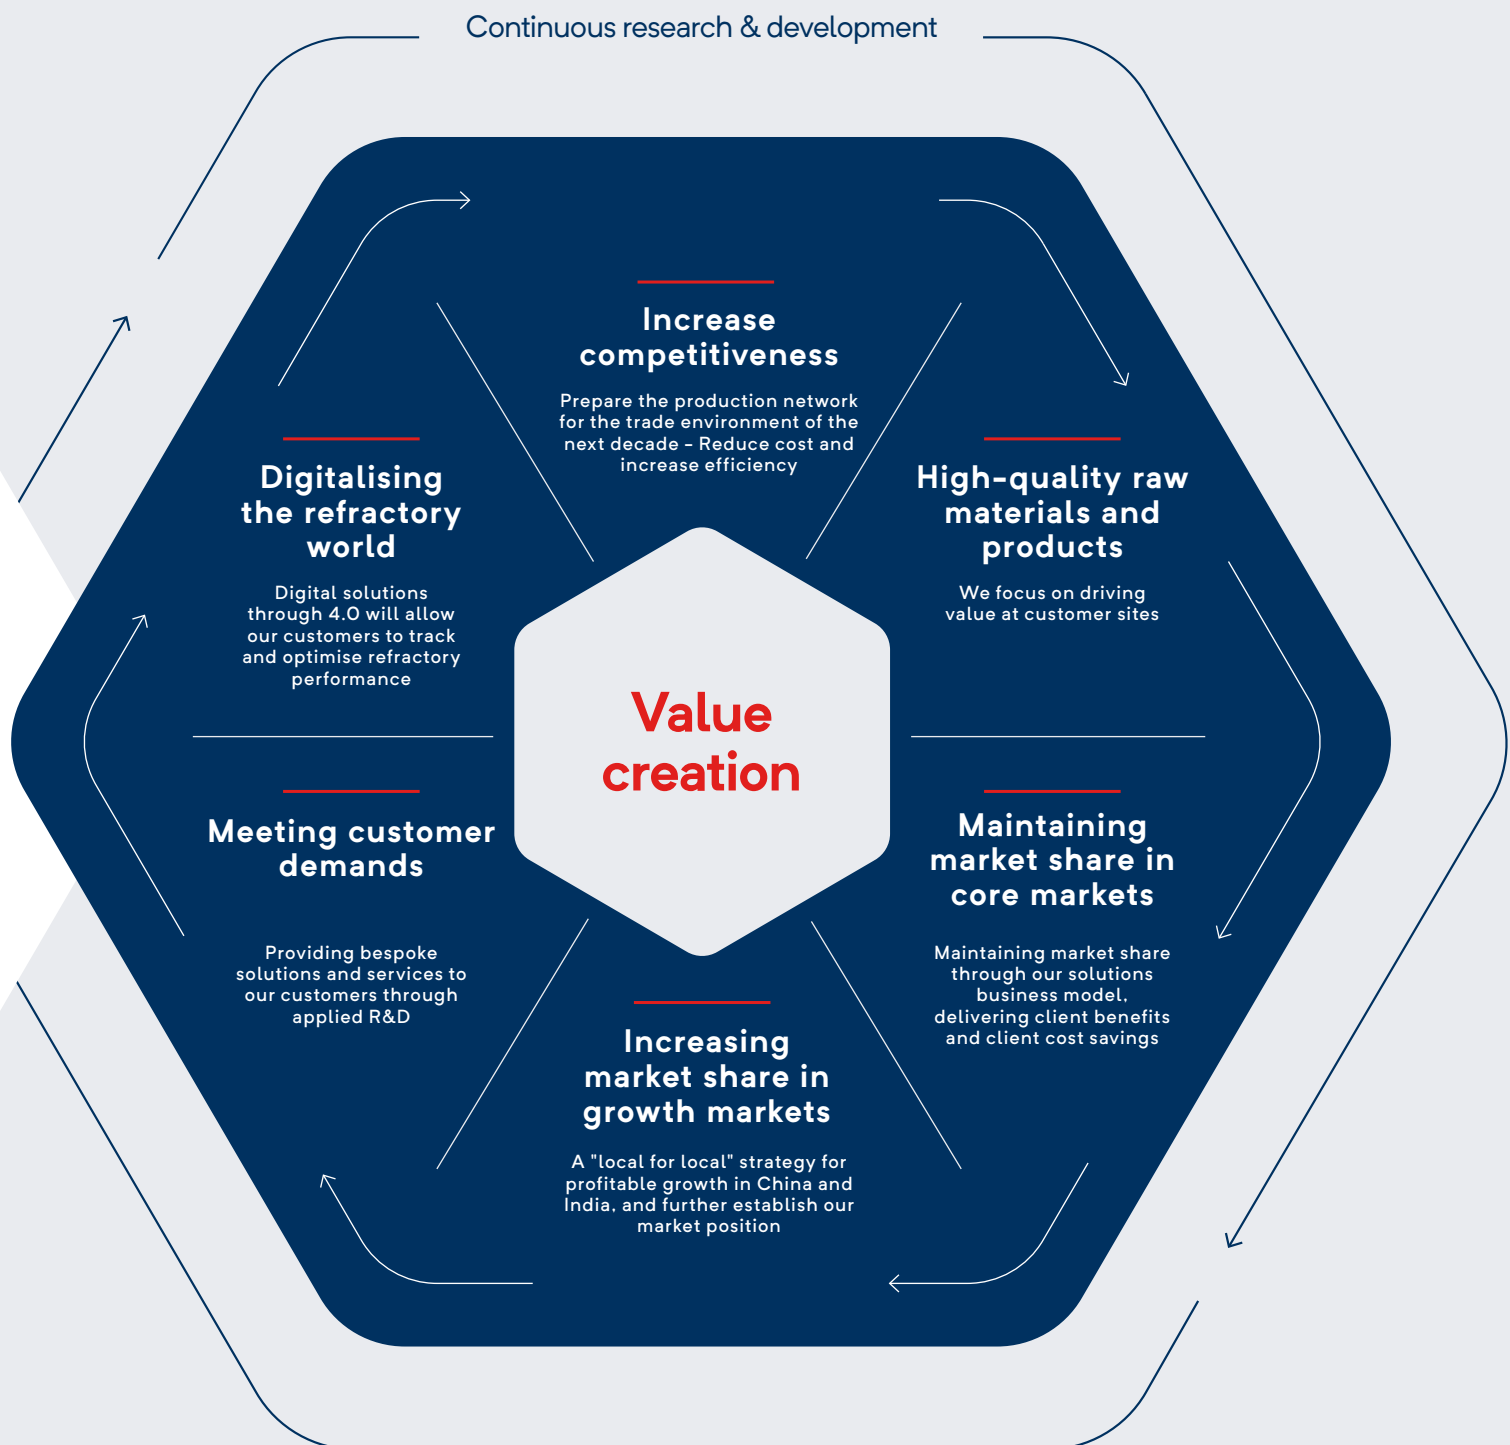 Continuous research & development
Increase
competitiveness
Prepare the production network
for the trade environment of the
next decade - Reduce cost and
increase efficiency
High-quality raw
materials and
products
We focus on driving
value at customer sites
Maintaining
market share in
core markets
Maintaining market share
through our solutions
business model,
delivering client benefits
and client cost savings
Increasing
market share in
growth markets
A "local for local" strategy for
profitable growth in China and
India, and further establish our
market position
Meeting customer
demands
Providing bespoke
solutions and services to
our customers through
applied R&D
Digitalising
the refractory
world
Digital solutions
through 4.0 will allow
our customers to track
and optimise refractory
performance
Value
creation